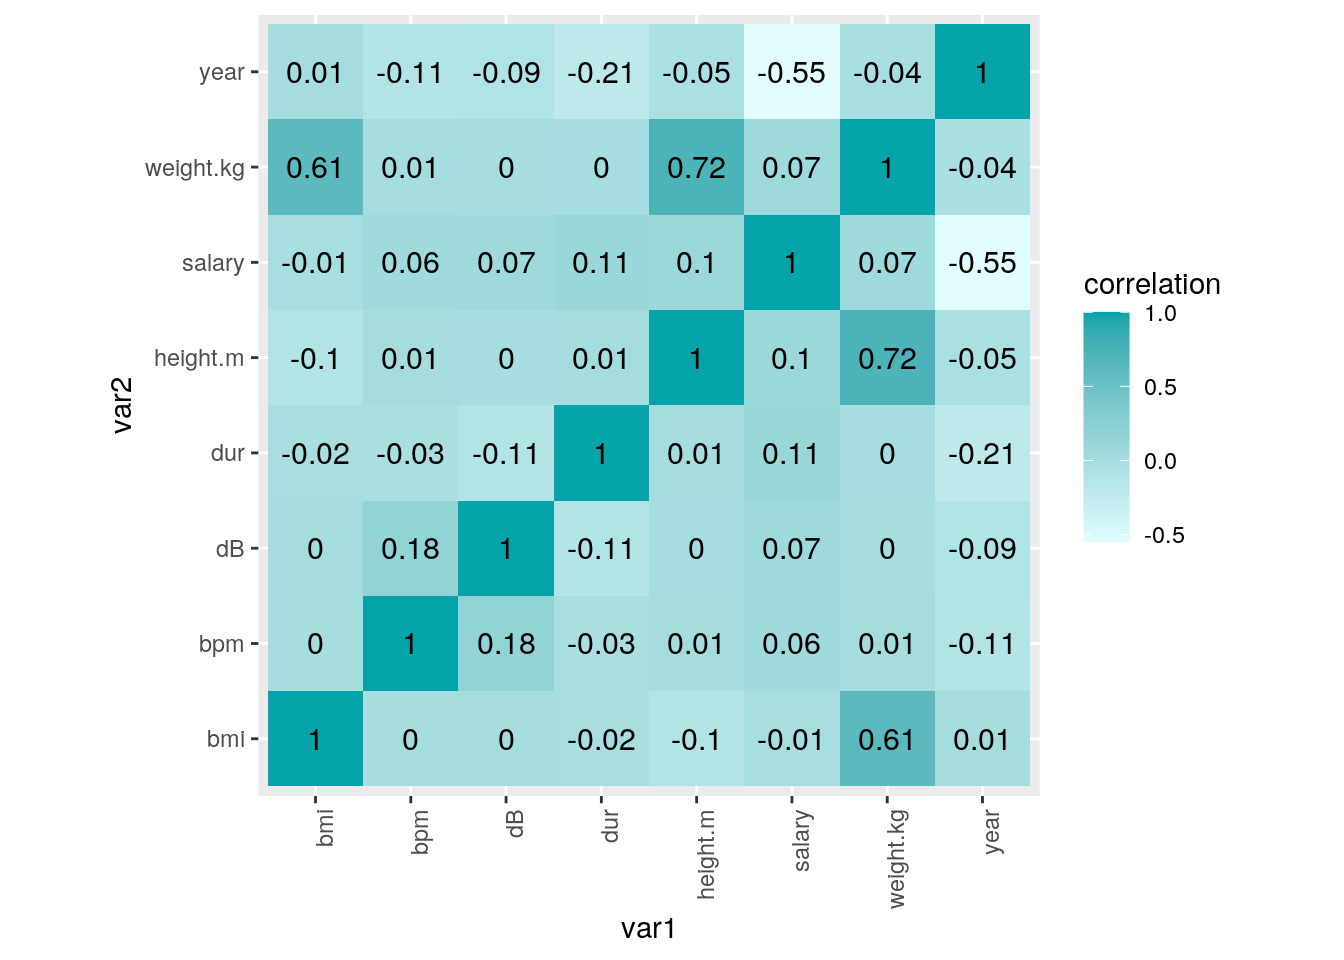 year 0.01 -0.11 -0.09 -0.21 -0.05 -0.55 -0.04 1
weight.kg 0.61 0.01 0 0 0.72 0.07 1 -0.04
salary -0.01 0.06 0.07 0.11 0.1 1 0.07 -0.55
height.m -0.1 0.01 0 0.01 1 0.1 0.72 -0.05
dur -0.02 -0.03 -0.11 1 0.01 0.11 0 -0.21
dB 0 0.18 1 -0.11 0 0.07 0 -0.09
bpm 0 1 0.18 -0.03 0.01 0.06 0.01 -0.11
bmi 1 0 0 -0.02 -0.1 -0.01 0.61 0.01
var2
bmi bpm dB dur height.m salary weight.kg year
var1
correlation
1.0
0.5
0.0
-0.5